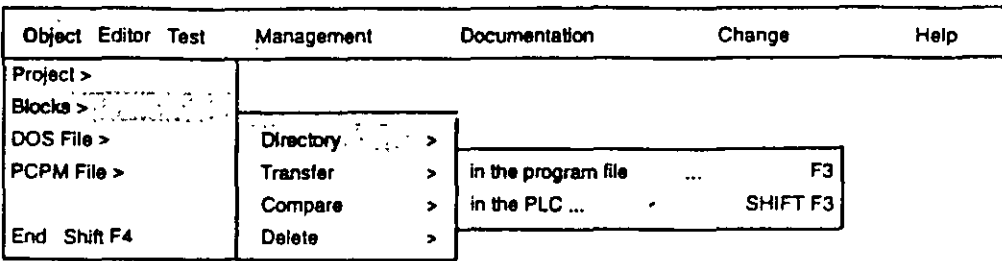 Object Editor Test Management Documentation Change Help
Project >
Blocks >
DOS File > Directory >
PCPM File > Transfer > in the program file ... F3
Compare > in the PLC ... SHIFT F3
End Shift F4 Delete >